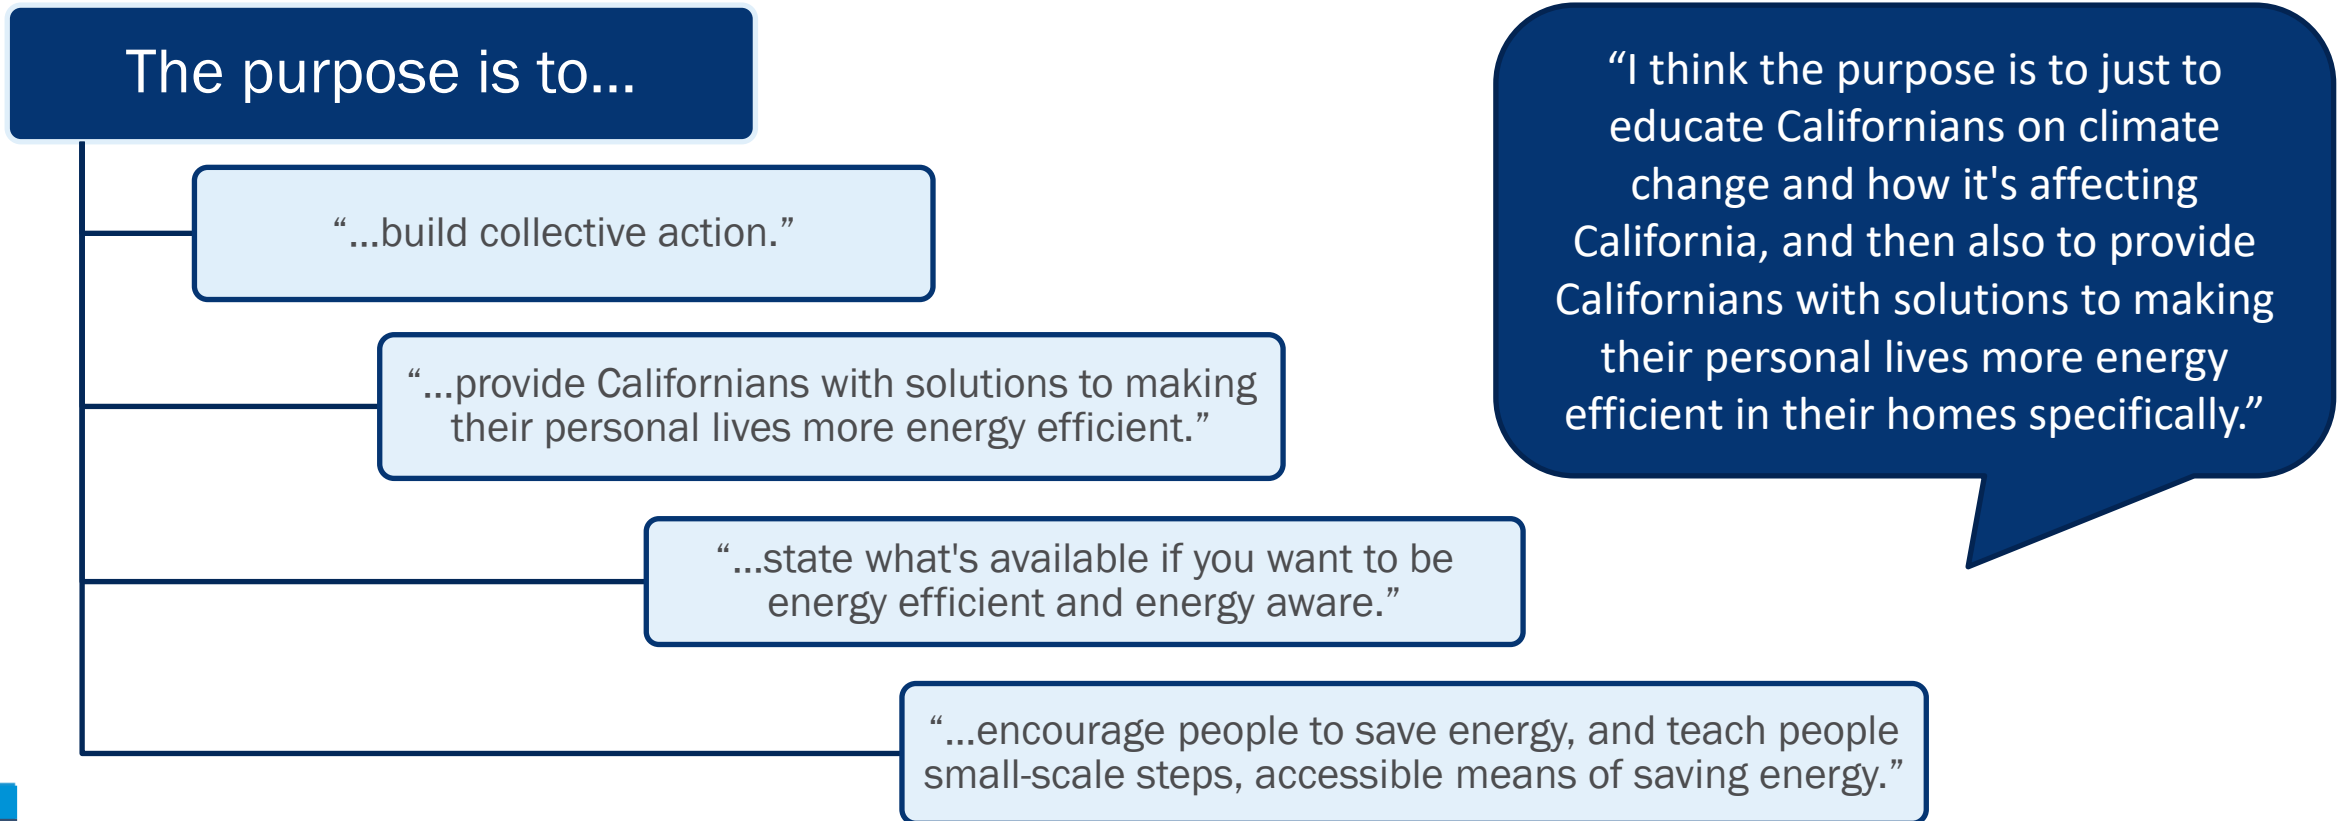 The purpose is to...
“...build collective action.”
“...provide Californians with solutions to making
their personal lives more energy efficient.”
“...state what's available if you want to be
energy efficient and energy aware.”
“...encourage people to save energy, and teach people
small-scale steps, accessible means of saving energy.”
“I think the purpose is to just to
educate Californians on climate
change and how it's affecting
California, and then also to provide
Californians with solutions to making
their personal lives more energy
efficient in their homes specifically.”